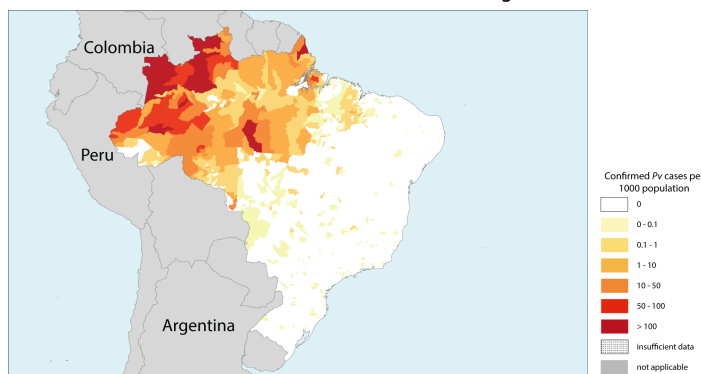 Colombia
Peru
Argentina
Confirmed Pv cases pe
1000 population
0
0 - 0.1
0.1 - 1
1 - 10
10 - 50
50 - 100
> 100
insufficient data
not applicable